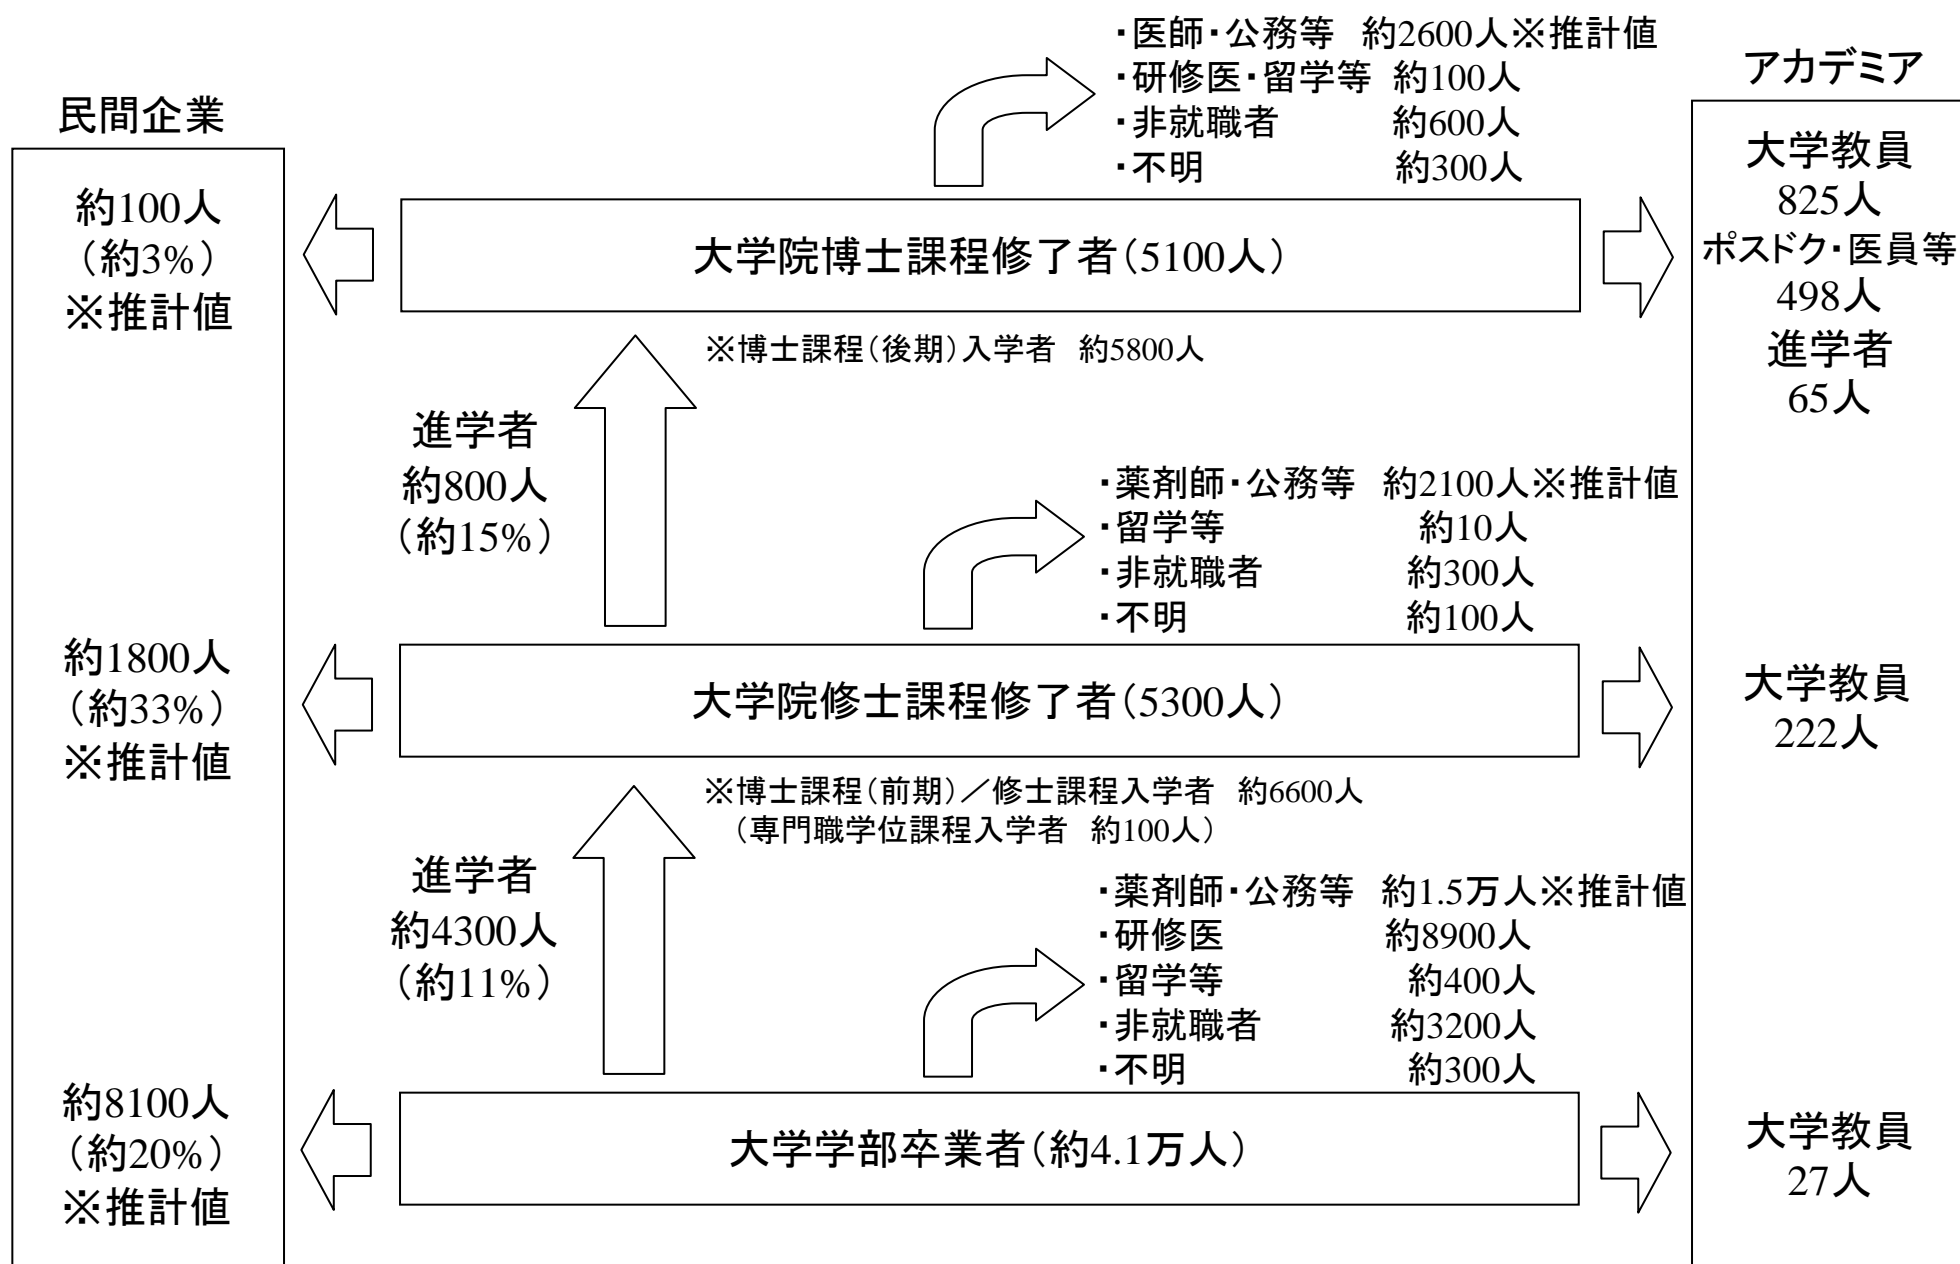 ・医師・公務等 約2600人※推計値
・研修医・留学等 約100人
・非就職者 約600人
・不明 約300人
アカデミア
民間企業
大学教員
825人
ポスドク・医員等
498人
進学者
65人
約100人
（約3%）
※推計値
大学院博士課程修了者（5100人）
※博士課程（後期）入学者 約5800人
進学者
約800人
（約15%）
・薬剤師・公務等 約2100人※推計値
・留学等 約10人
・非就職者 約300人
・不明 約100人
約1800人
（約33%）
※推計値
大学院修士課程修了者（5300人）
大学教員
222人
※博士課程（前期）／修士課程入学者 約6600人
（専門職学位課程入学者 約100人）
進学者
約4300人
（約11%）
・薬剤師・公務等 約1.5万人※推計値
・研修医 約8900人
・留学等 約400人
・非就職者 約3200人
・不明 約300人
約8100人
（約20%）
※推計値
大学学部卒業者（約4.1万人）
大学教員
27人